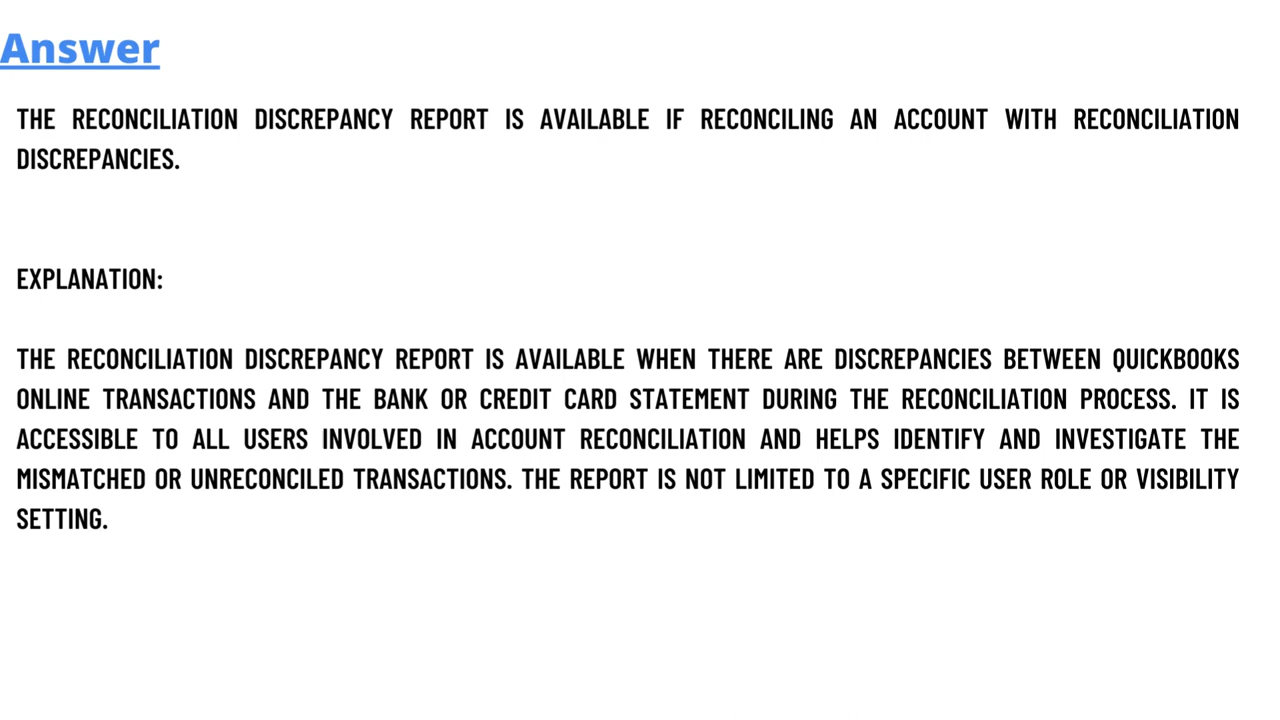 Answer
THE RECONCILIATION DISCREPANCY REPORT IS AVAILABLE IF RECONCILING AN ACCOUNT WITH RECONCILIATION
DISCREPANCIES.
EXPLANATION:
THE RECONCILIATION DISCREPANCY REPORT IS AVAILABLE WHEN THERE ARE DISCREPANCIES BETWEEN QUICKBOOKS
ONLINE TRANSACTIONS AND THE BANK OR CREDIT CARD STATEMENT DURING THE RECONCILIATION PROCESS. IT IS
ACCESSIBLE TO ALL USERS INVOLVED IN ACCOUNT RECONCILIATION AND HELPS IDENTIFY AND INVESTIGATE THE
MISMATCHED OR UNRECONCILED TRANSACTIONS. THE REPORT IS NOT LIMITED TO A SPECIFIC USER ROLE OR VISIBILITY
SETTING.